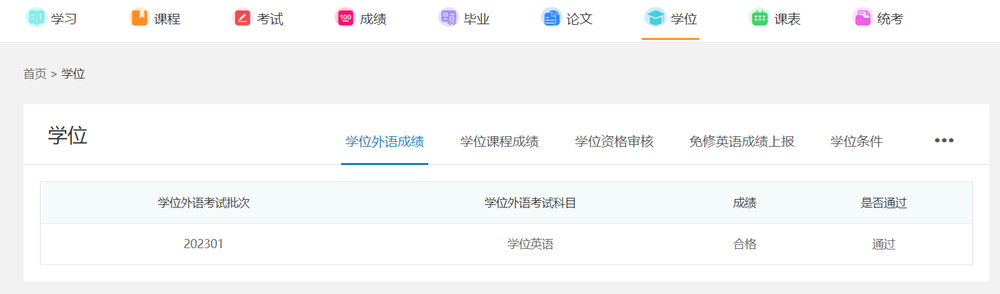 学习 课程 考试 100 成绩 毕业 论文 学位 课表 统考
首页 > 学位
学位 学位外语成绩 学位课程成绩 学位资格审核 免修英语成绩上报 学位条件 •••
学位外语考试批次 学位外语考试科目 成绩 是否通过
202301 学位英语 合格 通过